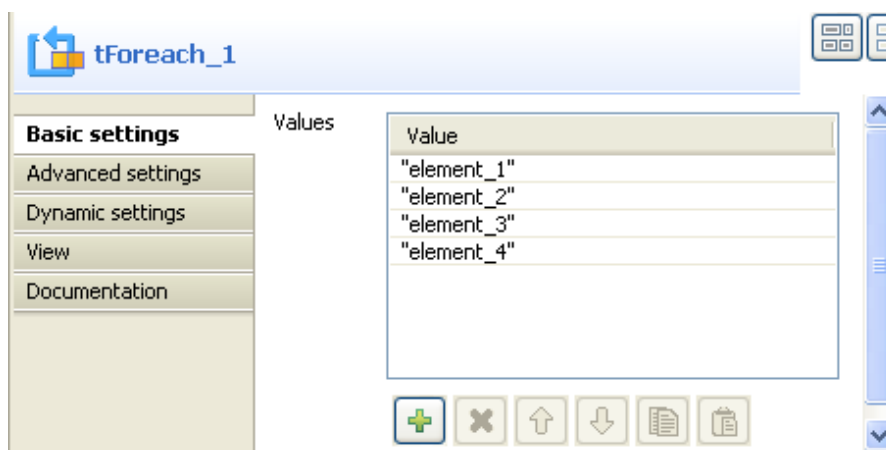 tForeach_1
Basic settings
Advanced settings
Dynamic settings
View
Documentation
Values
Value
"element_1"
"element_2"
"element_3"
"element_4"